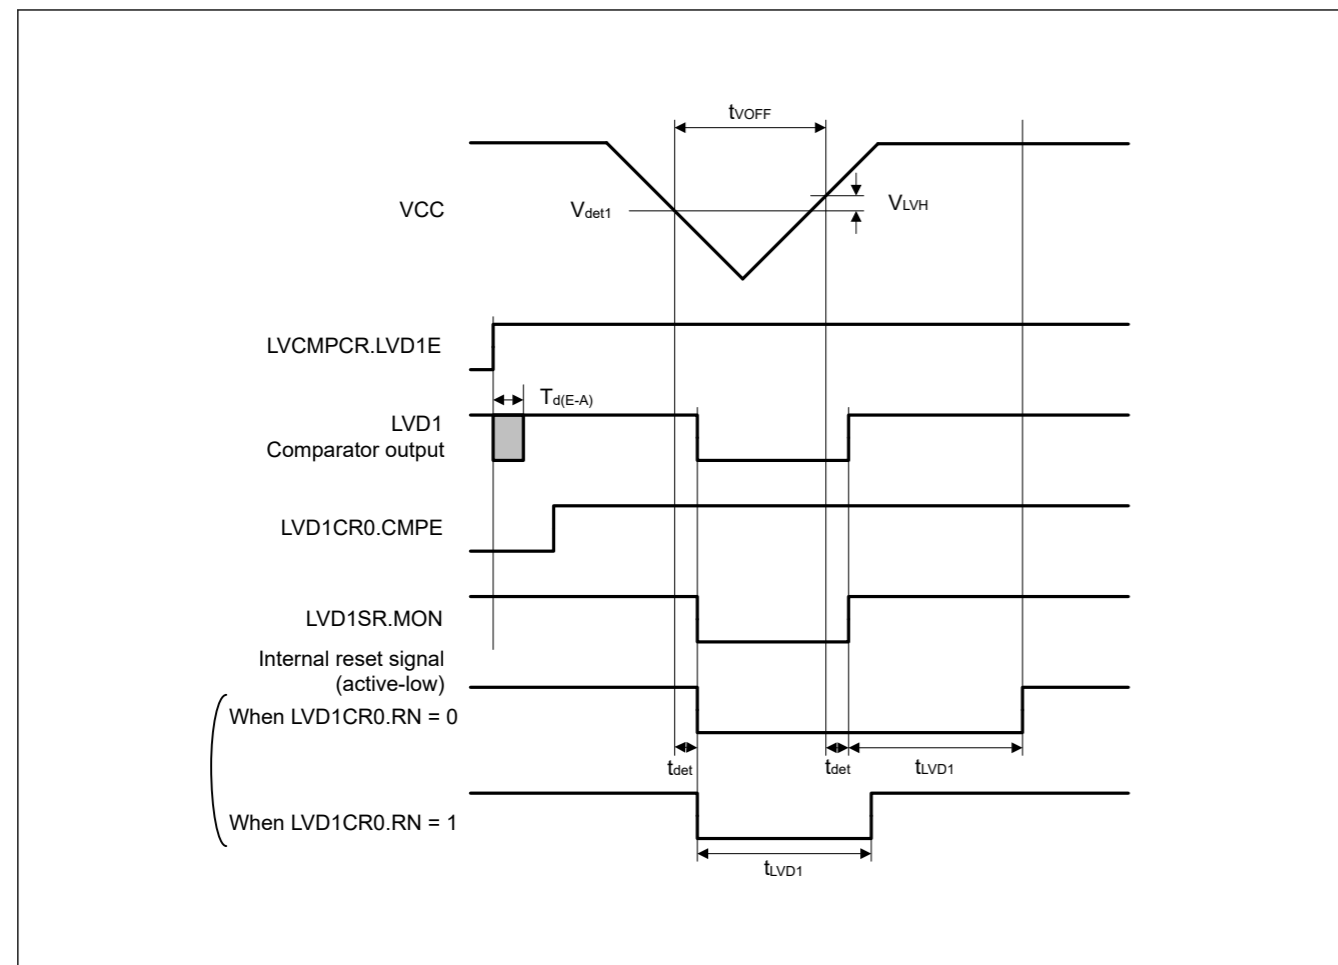 tVOFF
VCC
Vdet1
VLVH
LVCMPCR.LVD1E
Td(E-A)
LVD1
Comparator output
LVD1CR0.CMPE
LVD1SR.MON
Internal reset signal
(active-low)
When LVD1CR0.RN = 0
tdet
tdet
tLVD1
When LVD1CR0.RN = 1
tLVD1